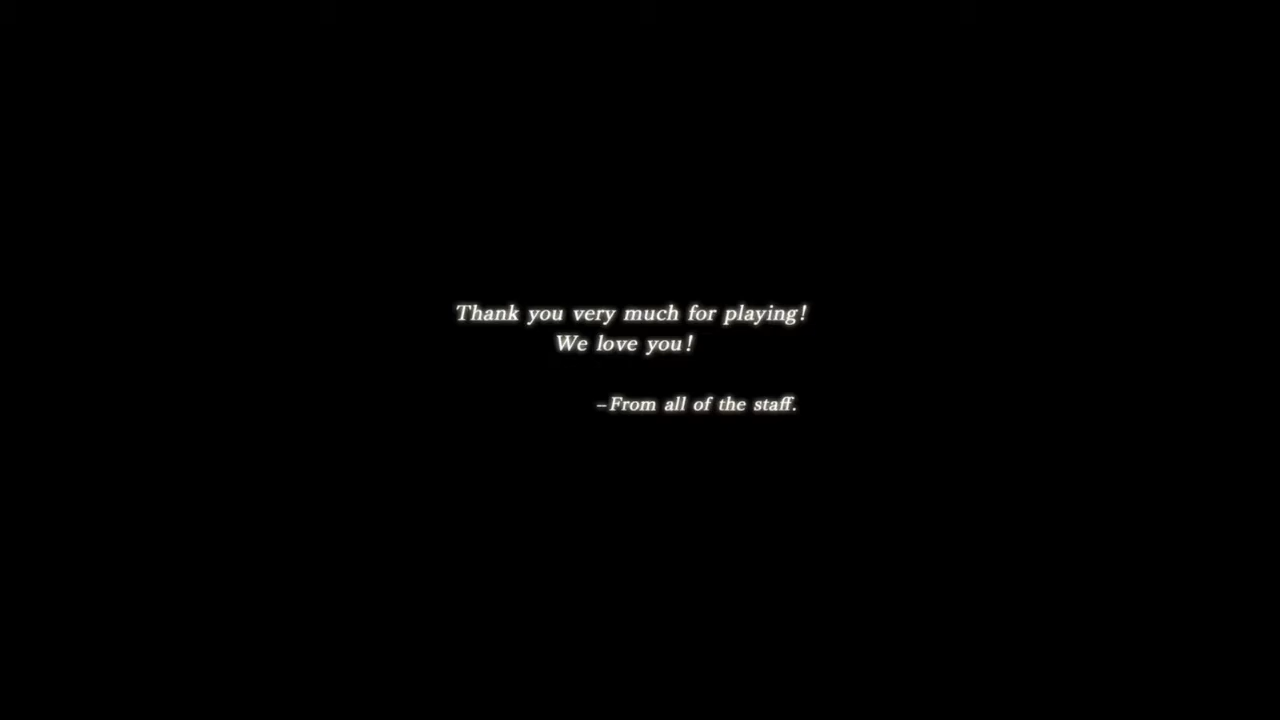 Thank you very much for playing!
We love you!
–From all of the staff.